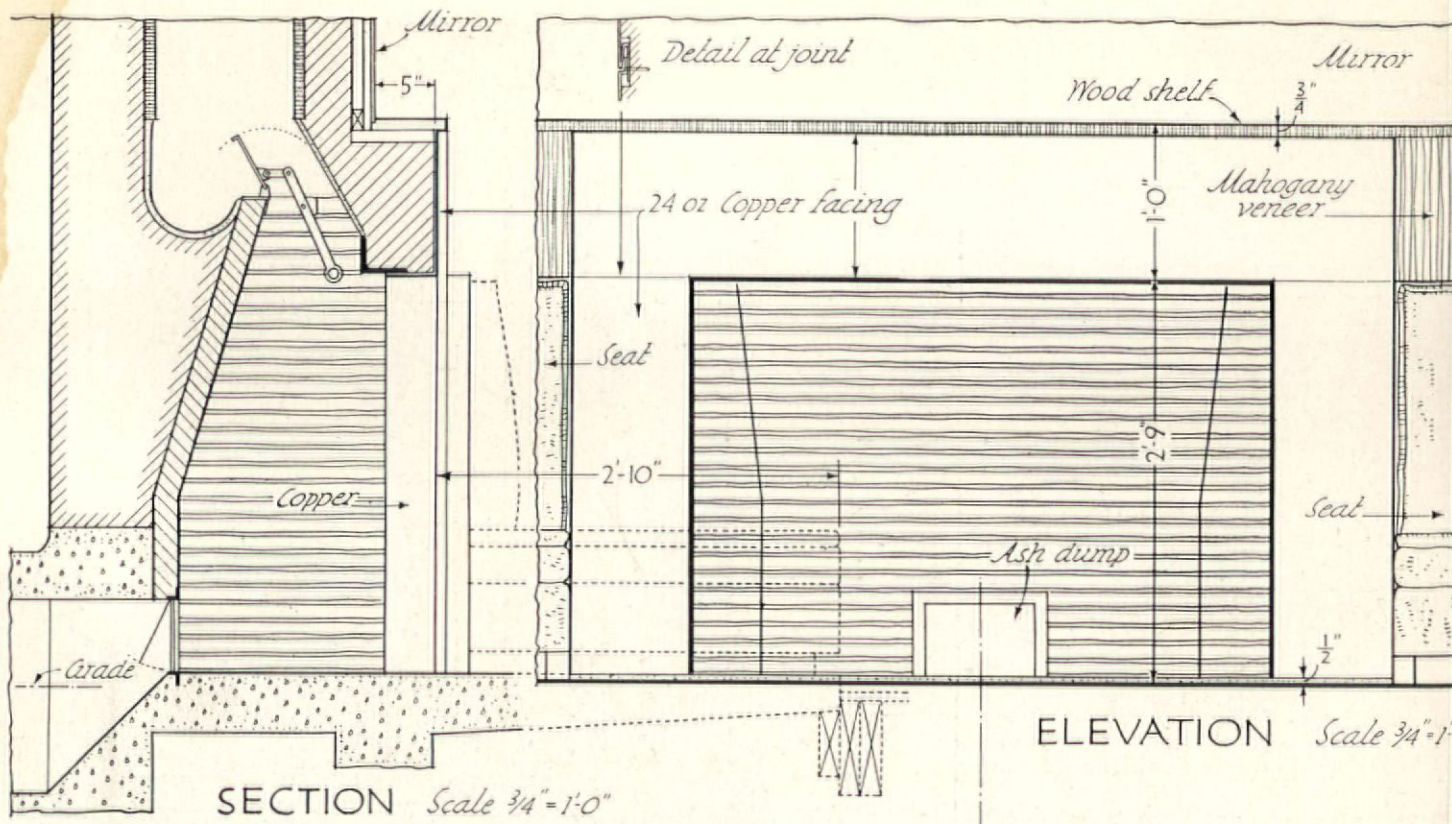 Mirror
5"
Detail at joint
Mirror
Wood shelf
3/4"
24 oz Copper facing
1'-0"
Mahogany
veneer
Seat
2'-9"
2'-10"
Copper
Seat
Ash dump
Grade
1/2"
ELEVATION Scale 3/4"=1'-
SECTION Scale 3/4"=1'-0"